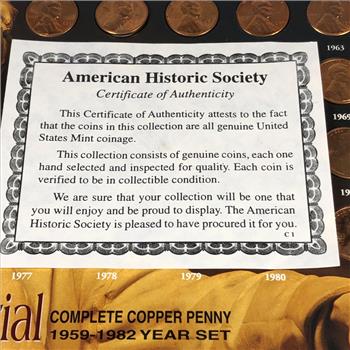 1963
American Historic Society
Certificate of Authenticity
This Certificate of Authenticity attests to the fact
that the coins in this collection are all genuine United
States Mint coinage.
This collection consists of genuine coins, each one
hand selected and inspected for quality. Each coin is
verified to be in collectible condition.
We are sure that your collection will be one that
you will enjoy and be proud to display. The American
Historic Society is pleased to have procured it for you.
C 1
1969
1977 1978 1979 1980
ial COMPLETE COPPER PENNY
1959-1982 YEAR SET